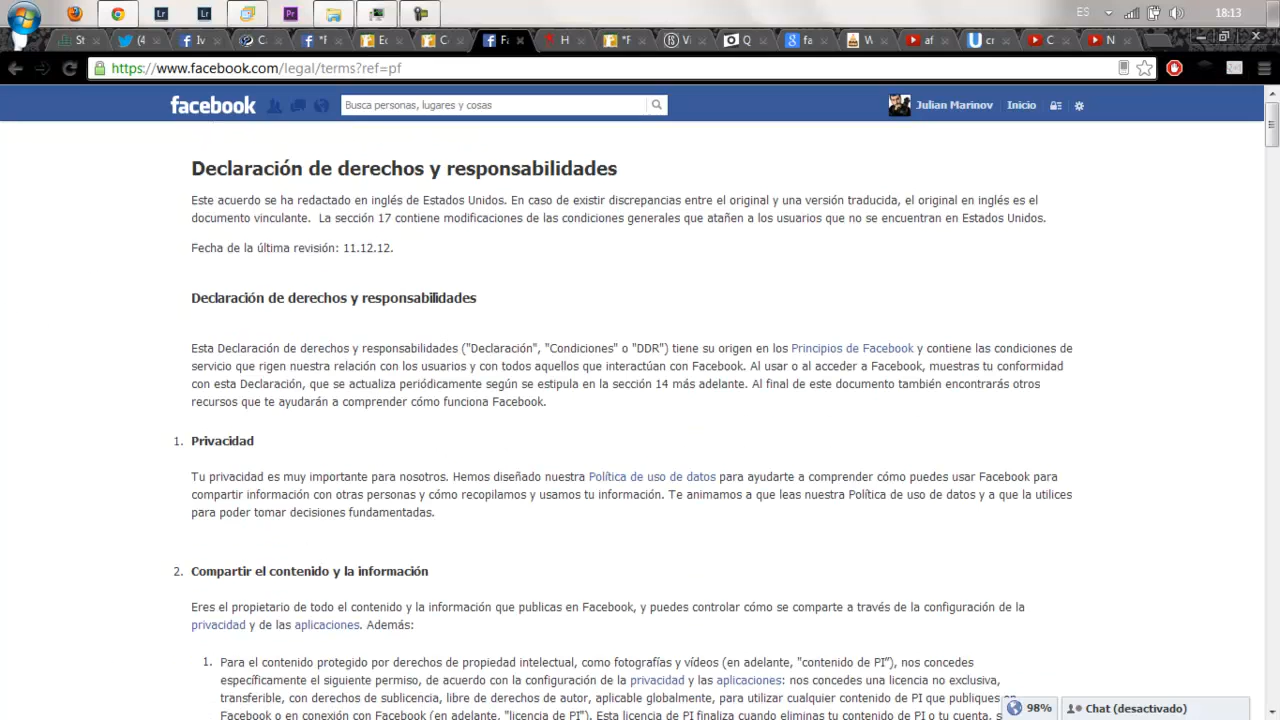 ES
18:13
St
(4
Iv
C
*F
Ec
C
Fa
H
*F
Vi
Q
fa
W
af
cr
C
N
https://www.facebook.com/legal/terms?ref=pf
facebook
Busca personas, lugares y cosas
Julian Marinov
Inicio
Declaración de derechos y responsabilidades
Este acuerdo se ha redactado en inglés de Estados Unidos. En caso de existir discrepancias entre el original y una versión traducida, el original en inglés es el
documento vinculante. La sección 17 contiene modificaciones de las condiciones generales que atañen a los usuarios que no se encuentran en Estados Unidos.
Fecha de la última revisión: 11.12.12.
Declaración de derechos y responsabilidades
Esta Declaración de derechos y responsabilidades ("Declaración", "Condiciones" o "DDR") tiene su origen en los Principios de Facebook y contiene las condiciones de
servicio que rigen nuestra relación con los usuarios y con todos aquellos que interactúan con Facebook. Al usar o al acceder a Facebook, muestras tu conformidad
con esta Declaración, que se actualiza periódicamente según se estipula en la sección 14 más adelante. Al final de este documento también encontrarás otros
recursos que te ayudarán a comprender cómo funciona Facebook.
1. Privacidad
Tu privacidad es muy importante para nosotros. Hemos diseñado nuestra Política de uso de datos para ayudarte a comprender cómo puedes usar Facebook para
compartir información con otras personas y cómo recopilamos y usamos tu información. Te animamos a que leas nuestra Política de uso de datos y a que la utilices
para poder tomar decisiones fundamentadas.
2. Compartir el contenido y la información
Eres el propietario de todo el contenido y la información que publicas en Facebook, y puedes controlar cómo se comparte a través de la configuración de la
privacidad y de las aplicaciones. Además:
1. Para el contenido protegido por derechos de propiedad intelectual, como fotografías y vídeos (en adelante, "contenido de PI"), nos concedes
específicamente el siguiente permiso, de acuerdo con la configuración de la privacidad y las aplicaciones: nos concedes una licencia no exclusiva,
transferible, con derechos de sublicencia, libre de derechos de autor, aplicable globalmente, para utilizar cualquier contenido de PI que publiques
Facebook o en conexión con Facebook (en adelante, "licencia de PI"). Esta licencia de PI finaliza cuando eliminas tu contenido de PI o tu cuenta, s
98%
Chat (desactivado)